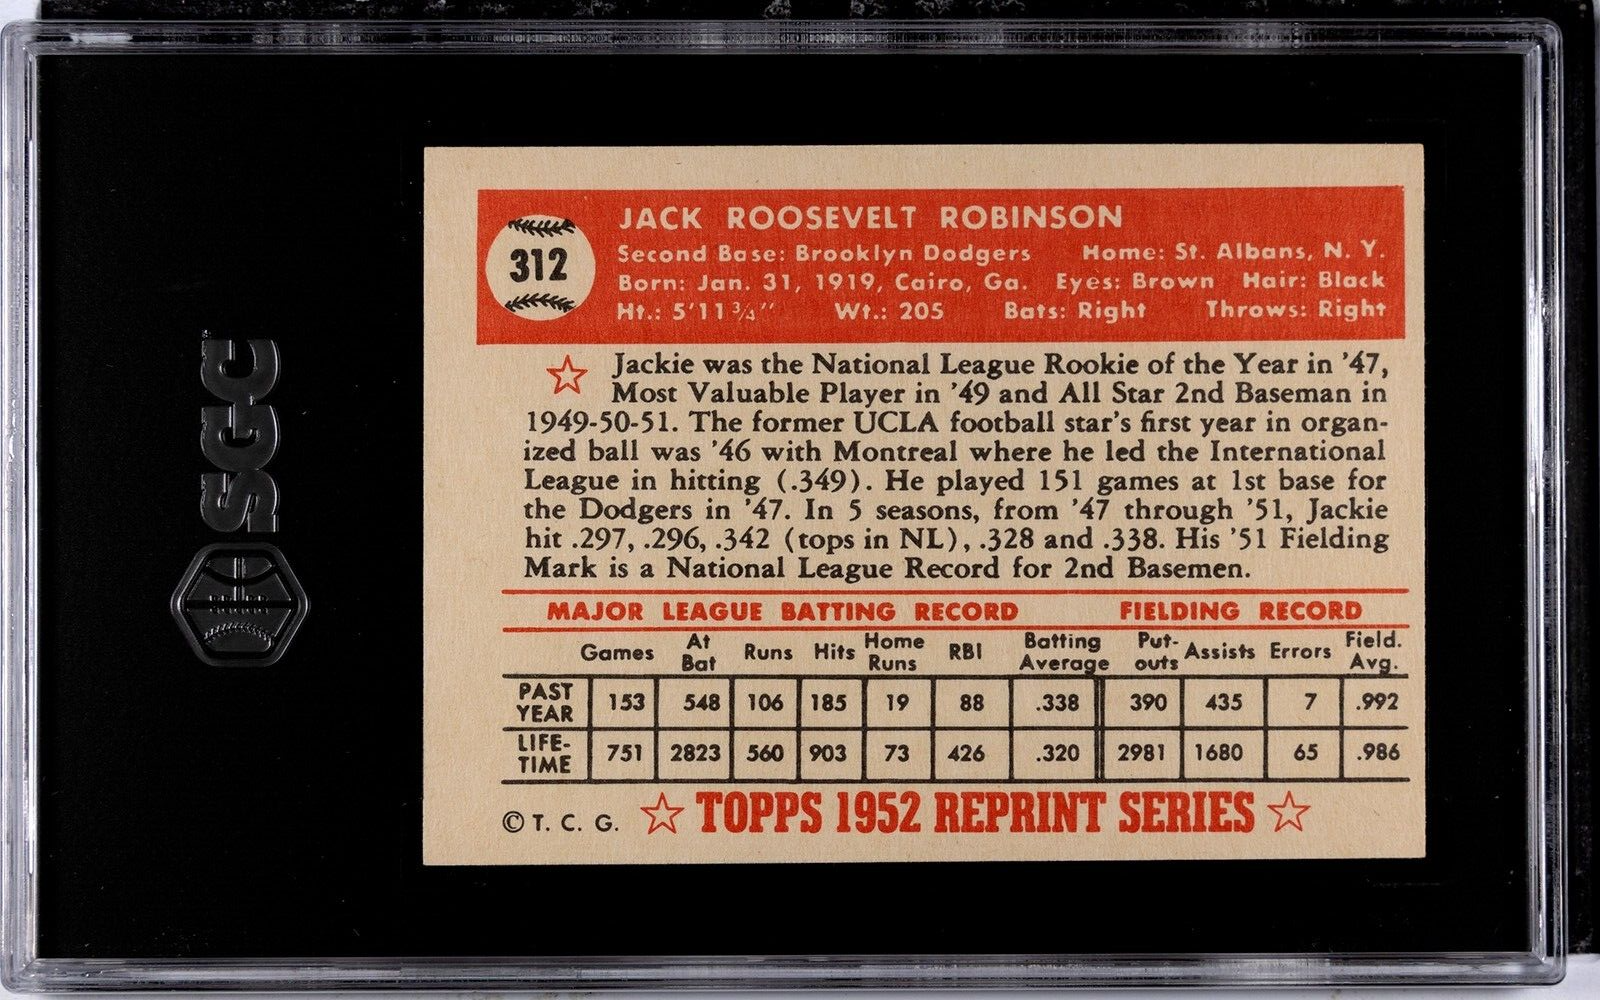 SGC
312
JACK ROOSEVELT ROBINSON
Second Base: Brooklyn Dodgers Home: St. Albans, N. Y.
Born: Jan. 31, 1919, Cairo, Ga. Eyes: Brown Hair: Black
Ht.: 5'11 3/4" Wt.: 205 Bats: Right Throws: Right
Jackie was the National League Rookie of the Year in '47,
Most Valuable Player in '49 and All Star 2nd Baseman in
1949-50-51. The former UCLA football star's first year in organ-
ized ball was '46 with Montreal where he led the International
League in hitting (.349). He played 151 games at 1st base for
the Dodgers in '47. In 5 seasons, from '47 through '51, Jackie
hit .297, .296, .342 (tops in NL), .328 and .338. His '51 Fielding
Mark is a National League Record for 2nd Basemen.
MAJOR LEAGUE BATTING RECORD FIELDING RECORD
Games At Bat Runs Hits Home Runs RBI Batting Average Put-outs Assists Errors Field. Avg.
PAST YEAR 153 548 106 185 19 88 .338 390 435 7 .992
LIFE-TIME 751 2823 560 903 73 426 .320 2981 1680 65 .986
© T. C. G. ☆ TOPPS 1952 REPRINT SERIES ☆